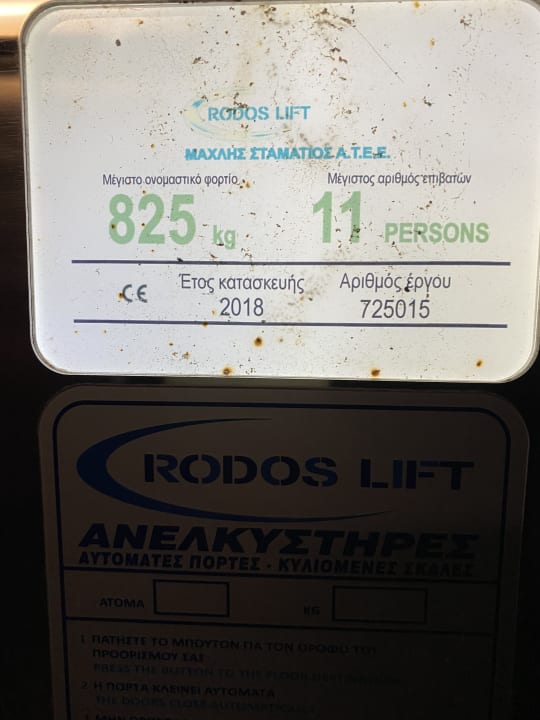 RODOS LIFT
ΜΑΧΛΗΣ ΣΤΑΜΑΤΙΟΣ Α.Τ.Ε.Ε.
Μέγιστο ονομαστικό φορτίο Μέγιστος αριθμός επιβατών
825 kg 11 PERSONS
CE Έτος κατασκευής Αριθμός έργου
2018 725015
RODOS LIFT
ΑΝΕΛΚΥΣΤΗΡΕΣ
ΑΥΤΟΜΑΤΕΣ ΠΟΡΤΕΣ · ΚΥΛΙΟΜΕΝΕΣ ΣΚΑΛΕΣ
ΑΤΟΜΑ KG
1 ΠΑΤΗΣΤΕ ΤΟ ΜΠΟΥΤΟΝ ΓΙΑ ΤΟΝ ΟΡΟΦΟ ΤΟΥ
ΠΡΟΟΡΙΣΜΟΥ ΣΑΣ
PRESS THE BUTTON TO THE FLOOR DESTINATION
2 Η ΠΟΡΤΑ ΚΛΕΙΝΕΙ ΑΥΤΟΜΑΤΑ
THE DOORS CLOSE AUTOMATICALLY